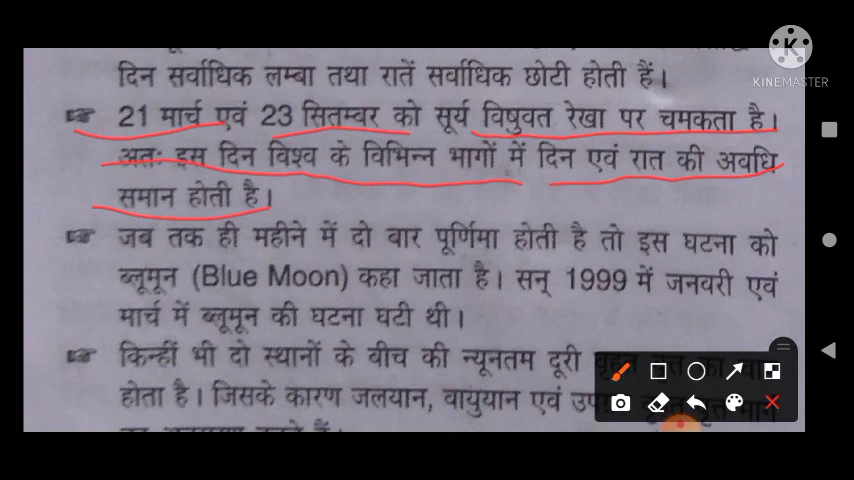 KINEMASTER
दिन सर्वाधिक लम्बा तथा रातें सर्वाधिक छोटी होती हैं।
☞ 21 मार्च एवं 23 सितम्बर को सूर्य विषुवत रेखा पर चमकता है।
अतः इस दिन विश्व के विभिन्न भागों में दिन एवं रात की अवधि
समान होती है।
☞ जब तक ही महीने में दो बार पूर्णिमा होती है तो इस घटना को
ब्लूमून (Blue Moon) कहा जाता है। सन् 1999 में जनवरी एवं
मार्च में ब्लूमून की घटना घटी थी।
☞ किन्हीं भी दो स्थानों के बीच की न्यूनतम दूरी
होता है। जिसके कारण जलयान, वायुयान एवं